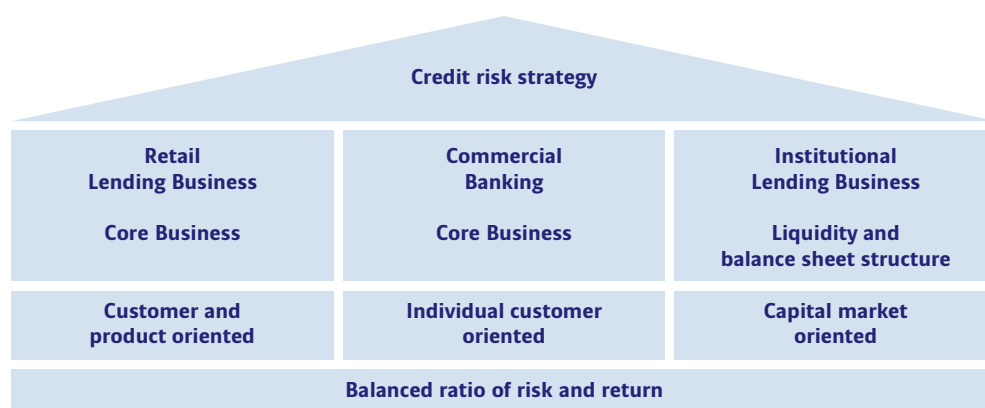 Credit risk strategy
Retail
Lending Business
Core Business
Commercial
Banking
Core Business
Institutional
Lending Business
Liquidity and
balance sheet structure
Customer and
product oriented
Individual customer
oriented
Capital market
oriented
Balanced ratio of risk and return